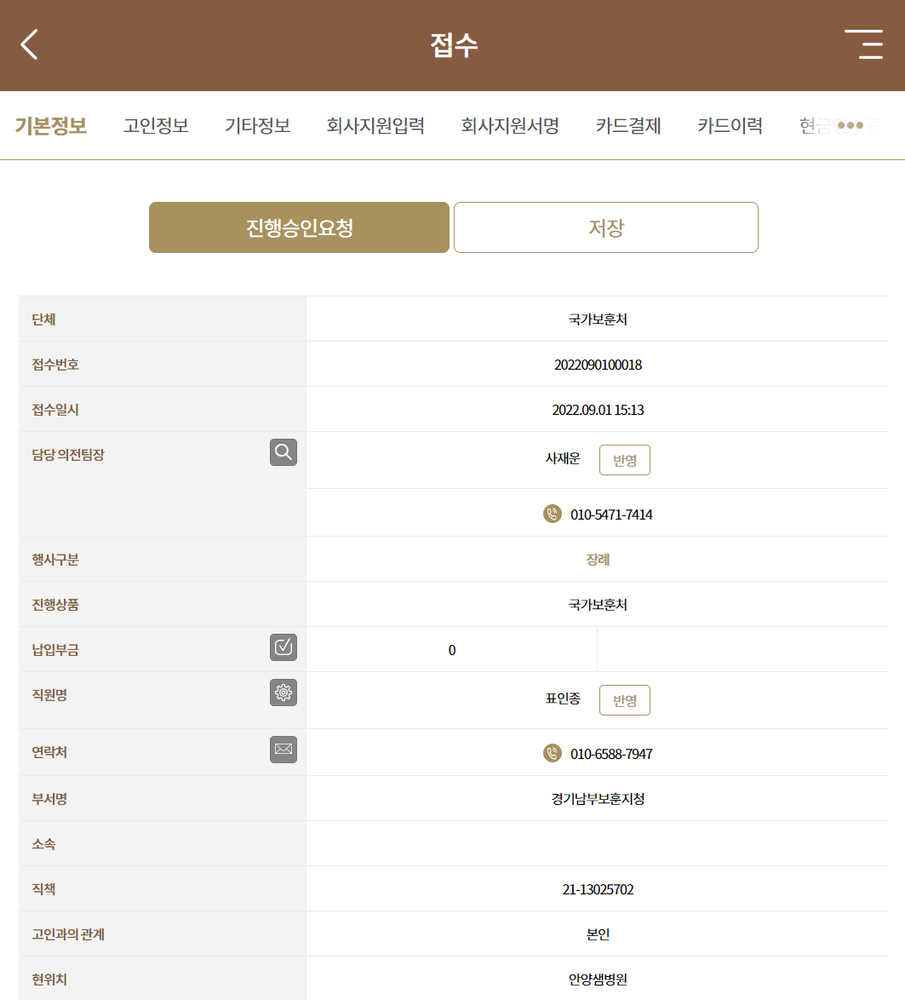 접수
기본정보 고인정보 기타정보 회사지원입력 회사지원서명 카드결제 카드이력
진행승인요청 저장
단체 국가보훈처
접수번호 2022090100018
접수일시 2022.09.01 15:13
담당 의전팀장 사재운 반영
010-5471-7414
행사구분 장례
진행상품 국가보훈처
납입부금 0
직원명 표인종 반영
연락처 010-6588-7947
부서명 경기남부보훈지청
소속
직책 21-13025702
고인과의 관계 본인
현위치 안양샘병원